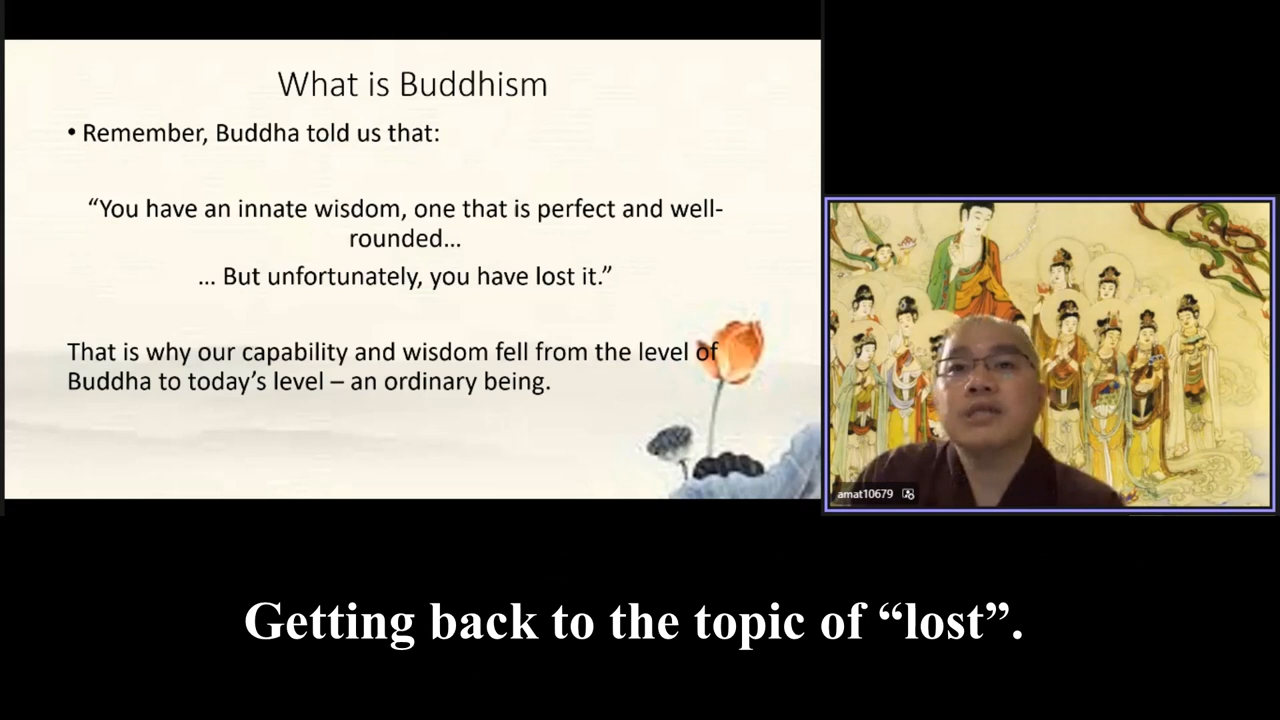 What is Buddhism
• Remember, Buddha told us that:
“You have an innate wisdom, one that is perfect and well-
rounded...
... But unfortunately, you have lost it.”
That is why our capability and wisdom fell from the level of
Buddha to today’s level – an ordinary being.
amat10679
Getting back to the topic of “lost”.